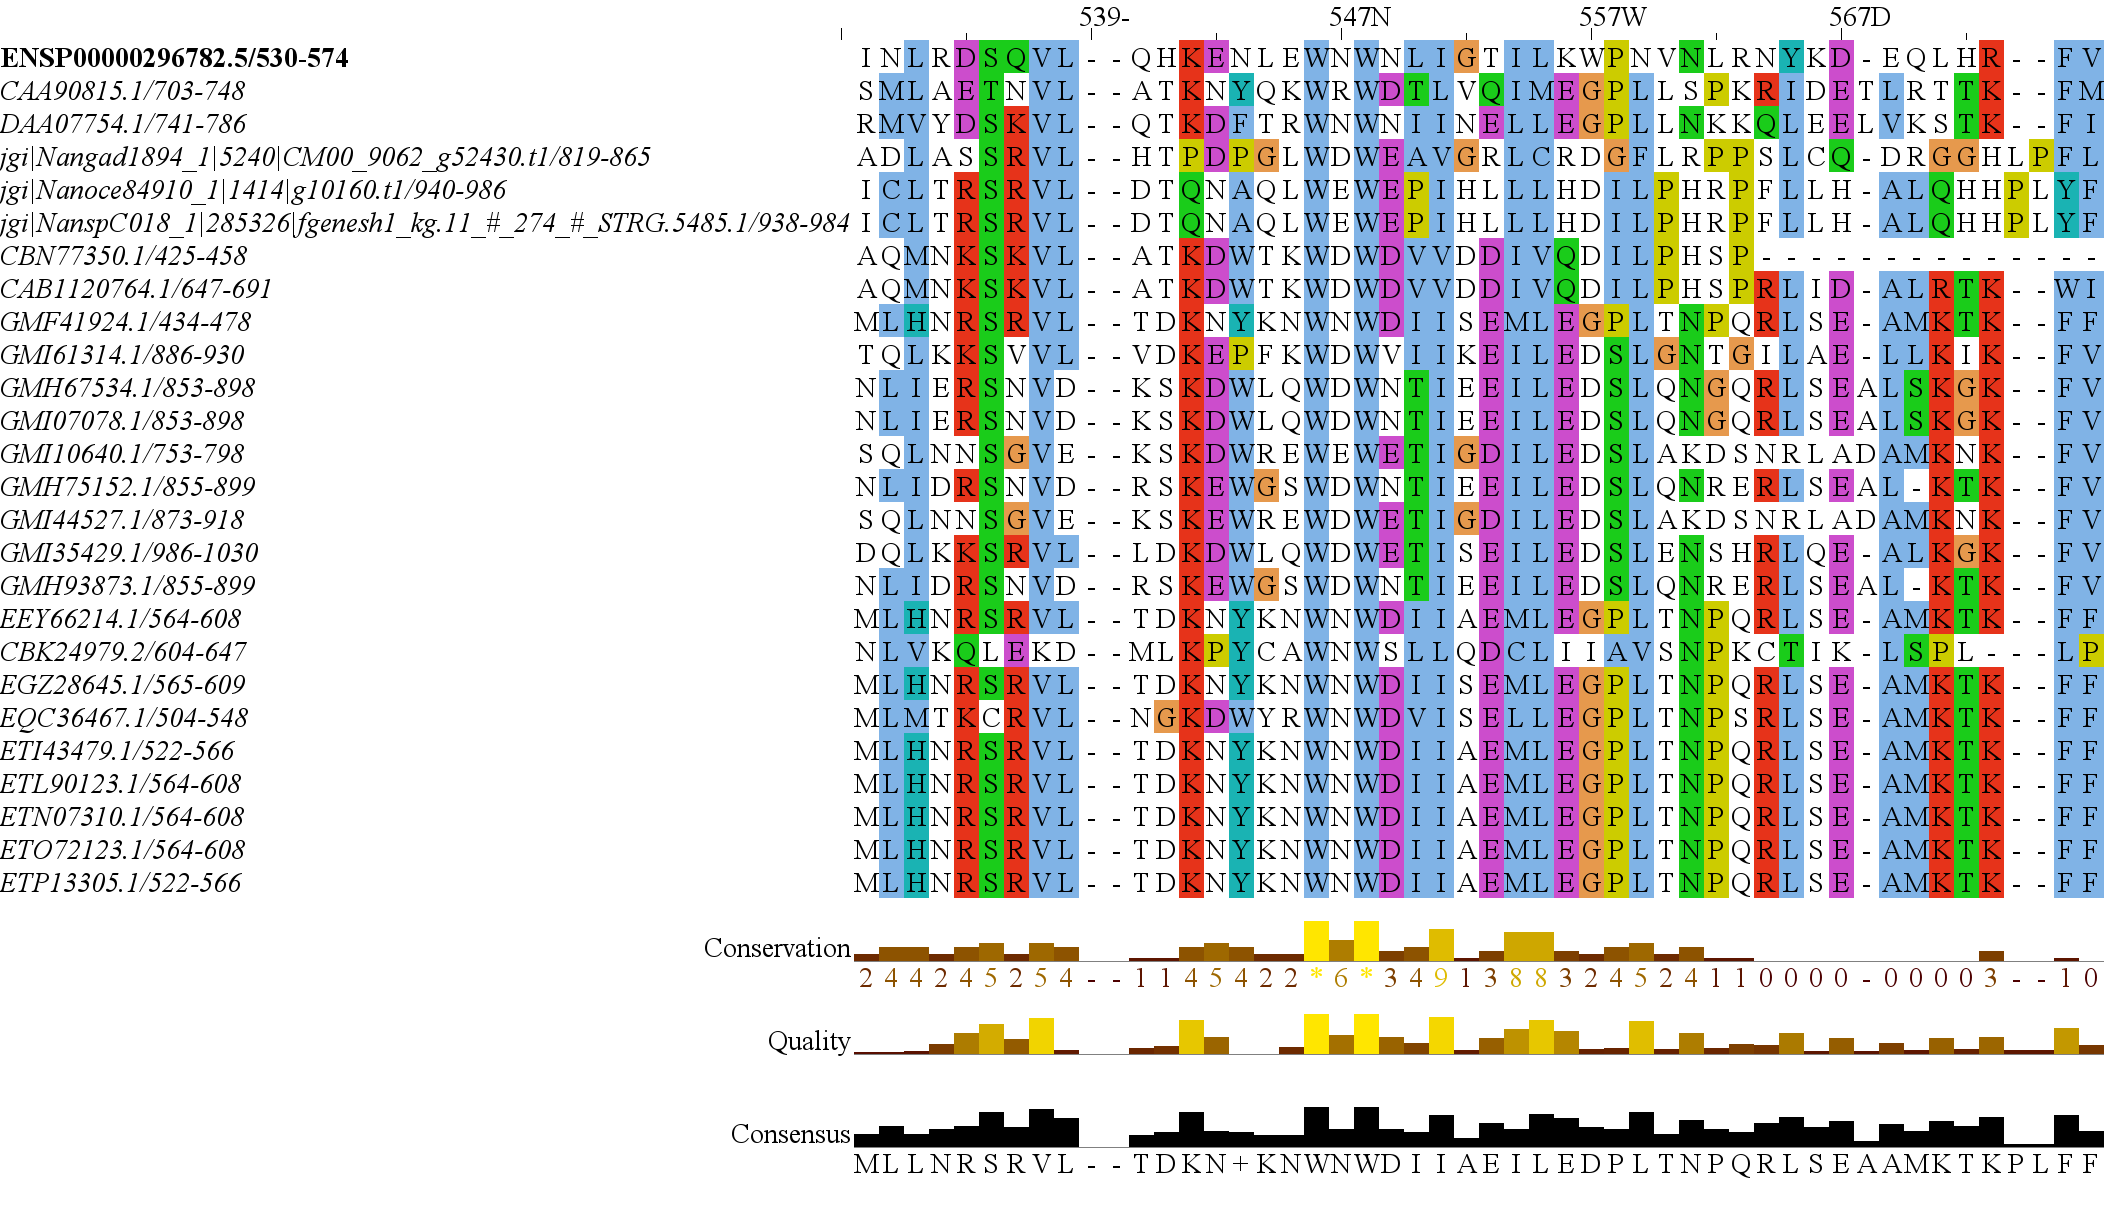 539- 547N 557W 567D
ENSP00000296782.5/530-574 INLRDSQVL--QHKENLEWNWNLIGTILKWPNVNLRNYKD-EQLHR--FV
CAA90815.1/703-748 SMLAETNVL--ATKNYQKWRWDTLVQIMEGPLLSPKRIDETLRTTK--FM
DAA07754.1/741-786 RMVYDSKVL--QTKDFTRWNWNIINELLEGPLLNKKQLEELVKSTK--FI
jgi|Nangad1894_1|5240|CM00_9062_g52430.t1/819-865 ADLASSRVL--HTPDPGLWDWEAVGRLCRDGFLRPPSLCQ-DRGGHLPFL
jgi|Nanoce84910_1|1414|g10160.t1/940-986 ICLTRSRVL--DTQNAQLWEWEPIHLLLHDILPHRPFLLH-ALQHHPLYF
jgi|NanspC018_1|285326|fgenesh1_kg.11_#_274_#_STRG.5485.1/938-984 ICLTRSRVL--DTQNAQLWEWEPIHLLLHDILPHRPFLLH-ALQHHPLYF
CBN77350.1/425-458 AQMNKSKVL--ATKDWTKWDWDVVDDIVQDILPHSP--------------
CAB1120764.1/647-691 AQMNKSKVL--ATKDWTKWDWDVVDDIVQDILPHSPRLID-ALRTK--WI
GMF41924.1/434-478 MLHNRSRVL--TDKNYKNWNWDIISEMLEGPLTNPQRLSE-AMKTK--FF
GMI61314.1/886-930 TQLKKSVVL--VDKEPFKWDWVIIKEILEDSLGNTGILAE-LLKIK--FV
GMH67534.1/853-898 NLIERSNVD--KSKDWLQWDWNTIEEILEDSLQNGQRLSEALSKGK--FV
GMI07078.1/853-898 NLIERSNVD--KSKDWLQWDWNTIEEILEDSLQNGQRLSEALSKGK--FV
GMI10640.1/753-798 SQLNNSGVE--KSKDWREWEWETIGDILEDSLAKDSNRLADAMKNK--FV
GMH75152.1/855-899 NLIDRSNVD--RSKEWGSWDWNTIEEILEDSLQNRERLSEAL-KTK--FV
GMI44527.1/873-918 SQLNNSGVE--KSKEWREWDWETIGDILEDSLAKDSNRLADAMKNK--FV
GMI35429.1/986-1030 DQLKKSRVL--LDKDWLQWDWETISEILEDSLENSHRLQE-ALKGK--FV
GMH93873.1/855-899 NLIDRSNVD--RSKEWGSWDWNTIEEILEDSLQNRERLSEAL-KTK--FV
EEY66214.1/564-608 MLHNRSRVL--TDKNYKNWNWDIIAEMLEGPLTNPQRLSE-AMKTK--FF
CBK24979.2/604-647 NLVKQLEKD--MLKPYCAWNWSLLQDCLIIAVSNPKCTIK-LSPL---LP
EGZ28645.1/565-609 MLHNRSRVL--TDKNYKNWNWDIISEMLEGPLTNPQRLSE-AMKTK--FF
EQC36467.1/504-548 MLMTKCRVL--NGKDWYRWNWDVISELLEGPLTNPSRLSE-AMKTK--FF
ETI43479.1/522-566 MLHNRSRVL--TDKNYKNWNWDIIAEMLEGPLTNPQRLSE-AMKTK--FF
ETL90123.1/564-608 MLHNRSRVL--TDKNYKNWNWDIIAEMLEGPLTNPQRLSE-AMKTK--FF
ETN07310.1/564-608 MLHNRSRVL--TDKNYKNWNWDIIAEMLEGPLTNPQRLSE-AMKTK--FF
ETO72123.1/564-608 MLHNRSRVL--TDKNYKNWNWDIIAEMLEGPLTNPQRLSE-AMKTK--FF
ETP13305.1/522-566 MLHNRSRVL--TDKNYKNWNWDIIAEMLEGPLTNPQRLSE-AMKTK--FF
Conservation
244245254--1145422*6*3491388324524110000-00003--10
Quality
Consensus
MLLNRSRVL--TDKN+KNWNWDIIAEILEDPLTNPQRLSEAAMKTKPLFF